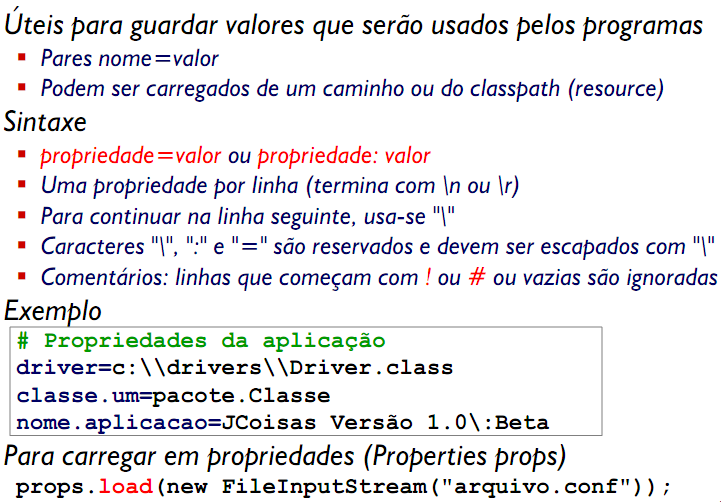 Úteis para guardar valores que serão usados pelos programas
▪ Pares nome=valor
▪ Podem ser carregados de um caminho ou do classpath (resource)
Sintaxe
▪ propriedade=valor ou propriedade: valor
▪ Uma propriedade por linha (termina com \n ou \r)
▪ Para continuar na linha seguinte, usa-se "\"
▪ Caracteres "\", ":" e "=" são reservados e devem ser escapados com "\"
▪ Comentários: linhas que começam com ! ou # ou vazias são ignoradas
Exemplo
# Propriedades da aplicação
driver=c:\\drivers\\Driver.class
classe.um=pacote.Classe
nome.aplicacao=JCoisas Versão 1.0\:Beta
Para carregar em propriedades (Properties props)
props.load(new FileInputStream("arquivo.conf"));